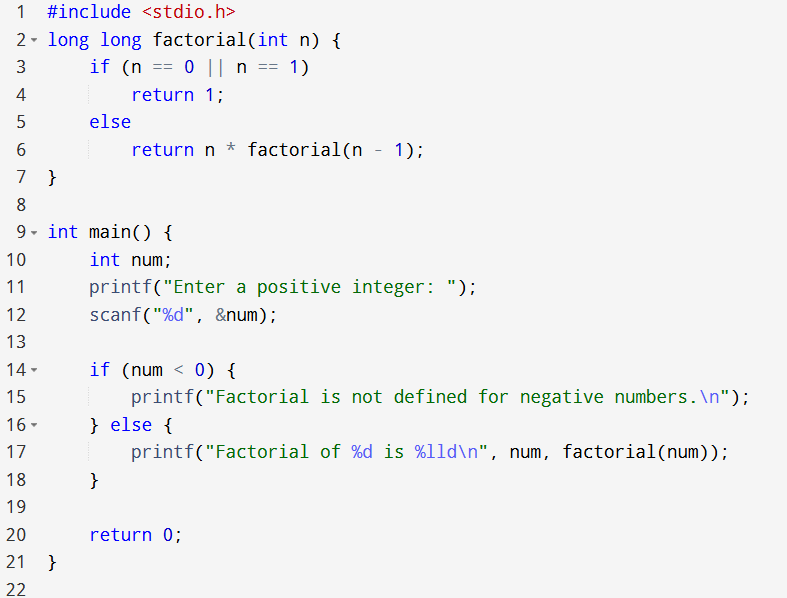 1 #include <stdio.h>
2 long long factorial(int n) {
3     if (n == 0 || n == 1)
4         return 1;
5     else
6         return n * factorial(n - 1);
7 }
8
9 int main() {
10     int num;
11     printf("Enter a positive integer: ");
12     scanf("%d", &num);
13
14     if (num < 0) {
15         printf("Factorial is not defined for negative numbers.\n");
16     } else {
17         printf("Factorial of %d is %lld\n", num, factorial(num));
18     }
19
20     return 0;
21 }
22